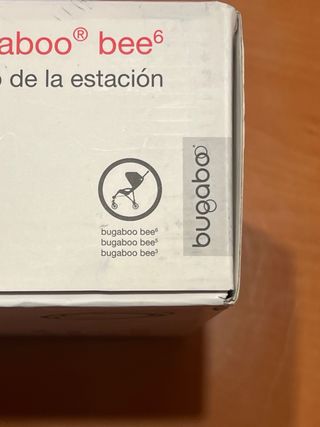 aboo® bee⁶
de la estación
bugaboo bee⁶
bugaboo bee⁵
bugaboo bee³
bugaboo